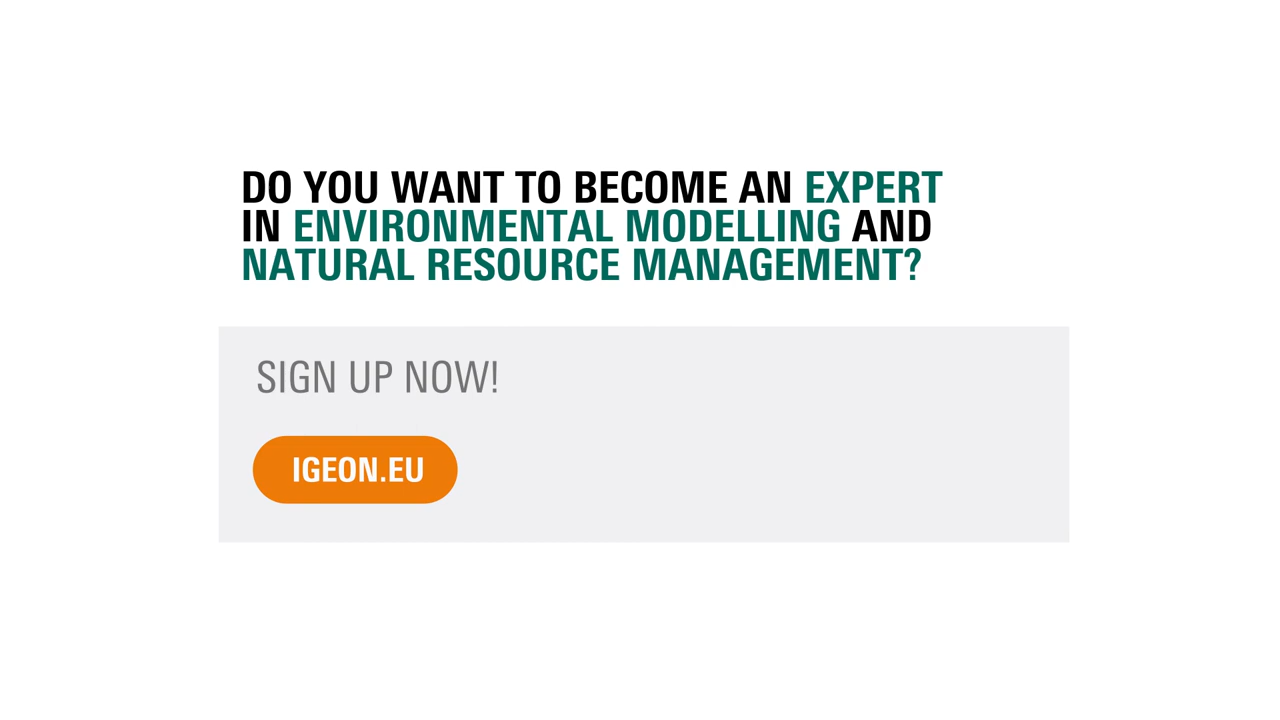 DO YOU WANT TO BECOME AN EXPERT
IN ENVIRONMENTAL MODELLING AND
NATURAL RESOURCE MANAGEMENT?
SIGN UP NOW!
IGEON.EU